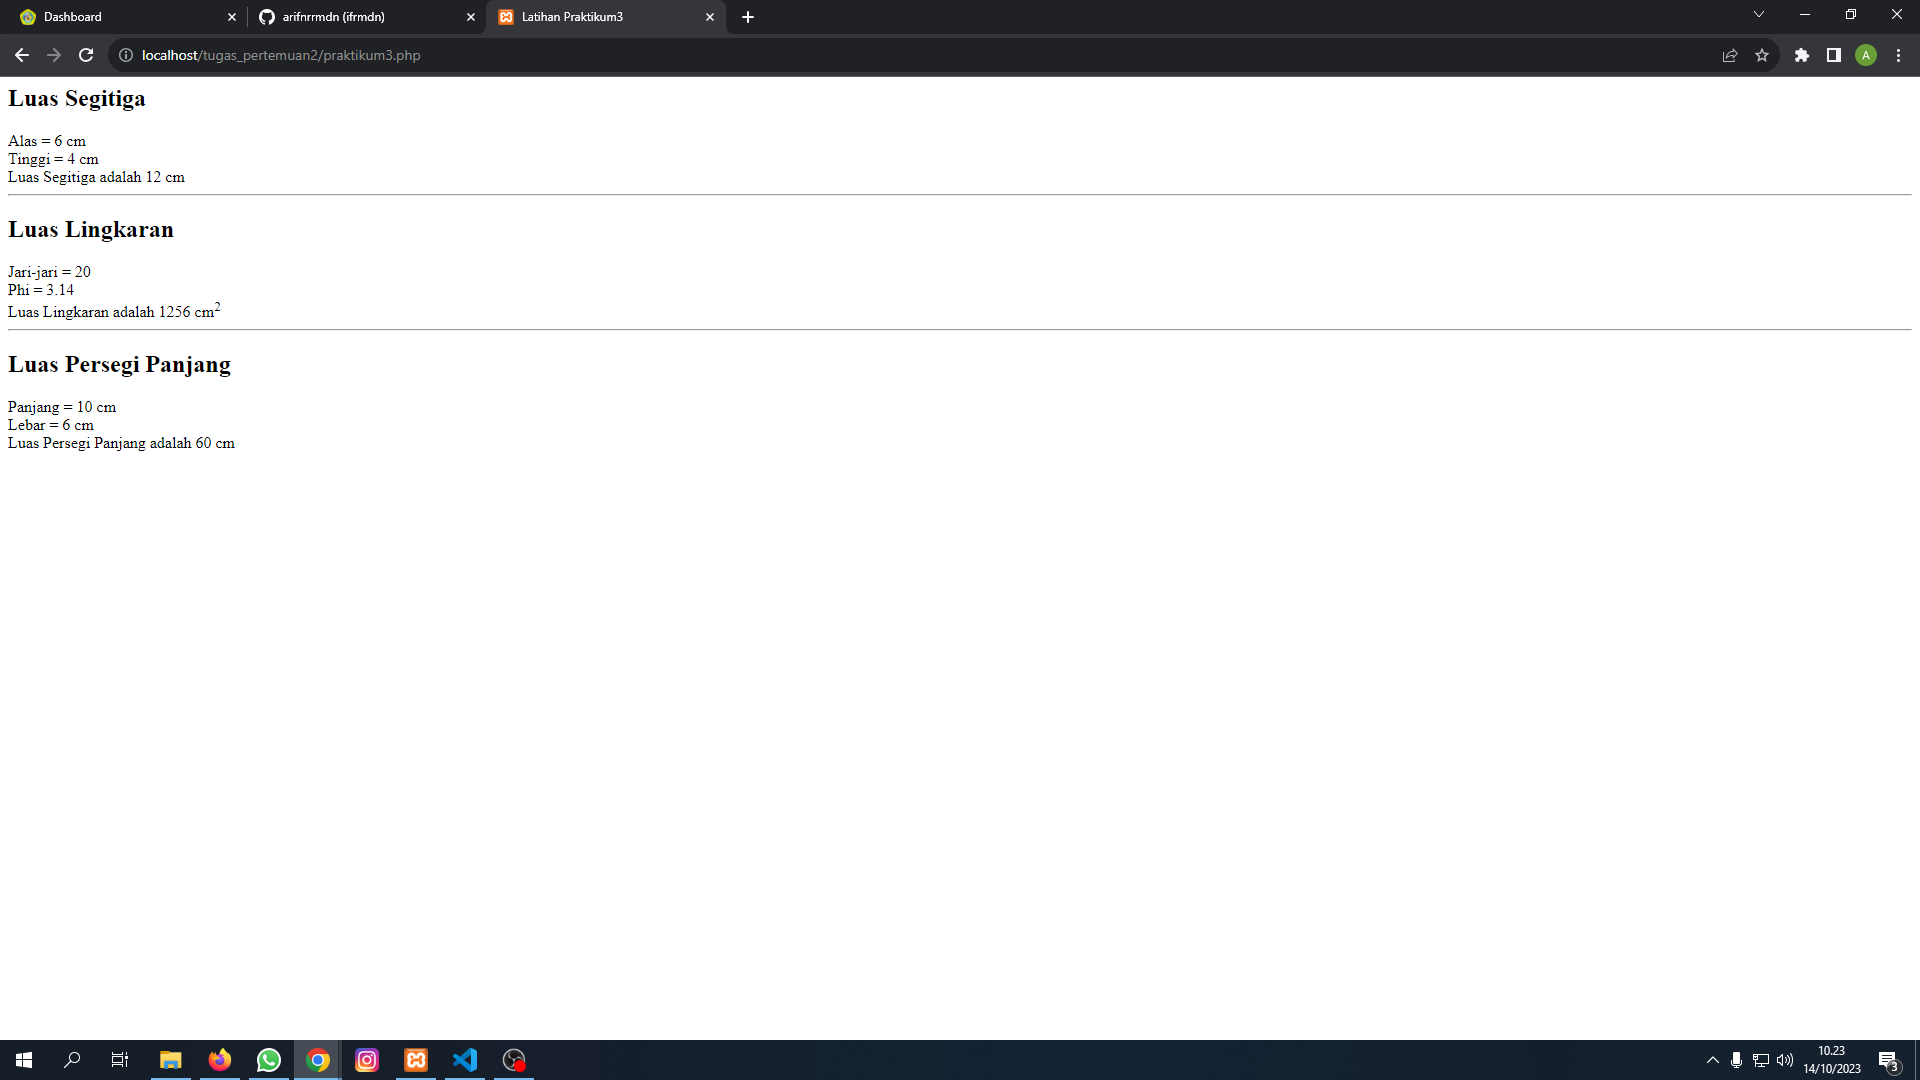 Dashboard
arifnrrmdn (ifrmdn)
Latihan Praktikum3
localhost/tugas_pertemuan2/praktikum3.php
A
Luas Segitiga
Alas = 6 cm
Tinggi = 4 cm
Luas Segitiga adalah 12 cm
Luas Lingkaran
Jari-jari = 20
Phi = 3.14
Luas Lingkaran adalah 1256 cm²
Luas Persegi Panjang
Panjang = 10 cm
Lebar = 6 cm
Luas Persegi Panjang adalah 60 cm
10.23
14/10/2023
3